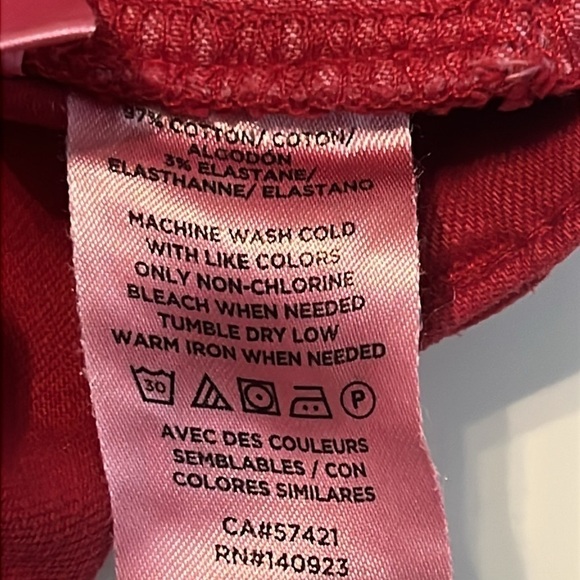 97% COTTON/ COTON/
ALGODÓN
3% ELASTANE/
ELASTHANNE/ ELASTANO
MACHINE WASH COLD
WITH LIKE COLORS
ONLY NON-CHLORINE
BLEACH WHEN NEEDED
TUMBLE DRY LOW
WARM IRON WHEN NEEDED
30 P
AVEC DES COULEURS
SEMBLABLES / CON
COLORES SIMILARES
CA#57421
RN#140923